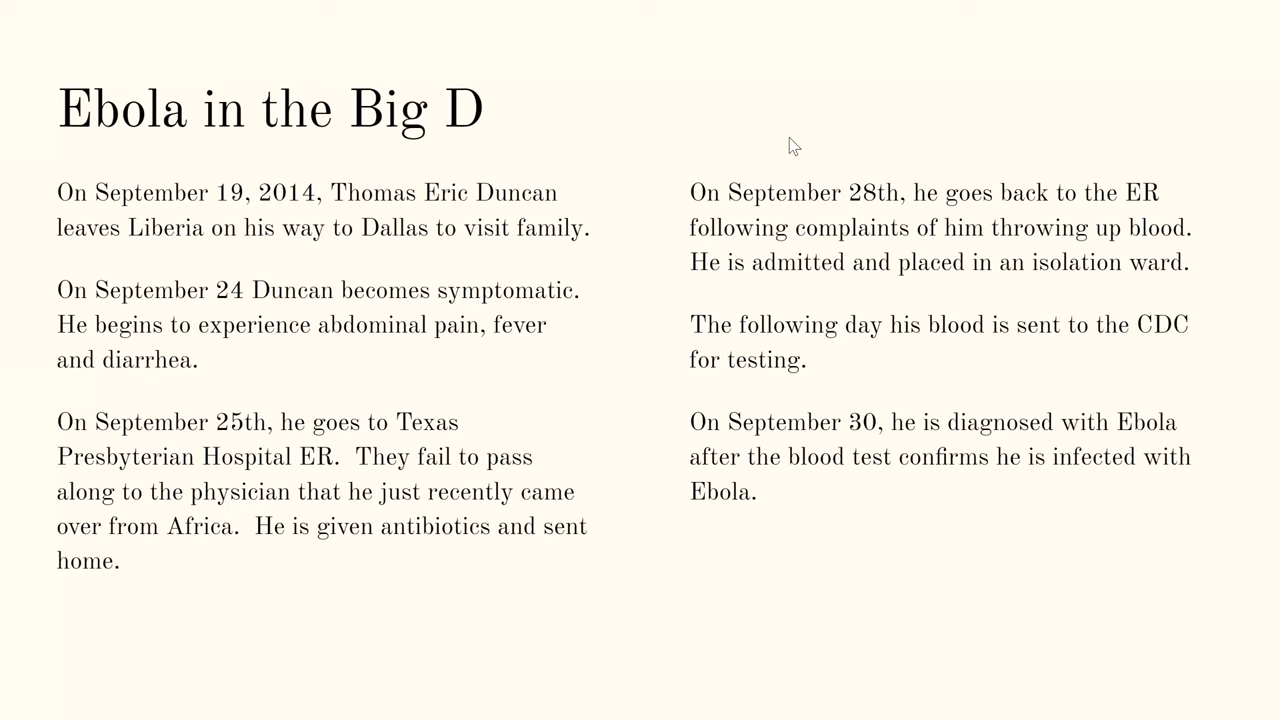 Ebola in the Big D
On September 19, 2014, Thomas Eric Duncan
leaves Liberia on his way to Dallas to visit family.
On September 24 Duncan becomes symptomatic.
He begins to experience abdominal pain, fever
and diarrhea.
On September 25th, he goes to Texas
Presbyterian Hospital ER.  They fail to pass
along to the physician that he just recently came
over from Africa.  He is given antibiotics and sent
home.
On September 28th, he goes back to the ER
following complaints of him throwing up blood.
He is admitted and placed in an isolation ward.
The following day his blood is sent to the CDC
for testing.
On September 30, he is diagnosed with Ebola
after the blood test confirms he is infected with
Ebola.